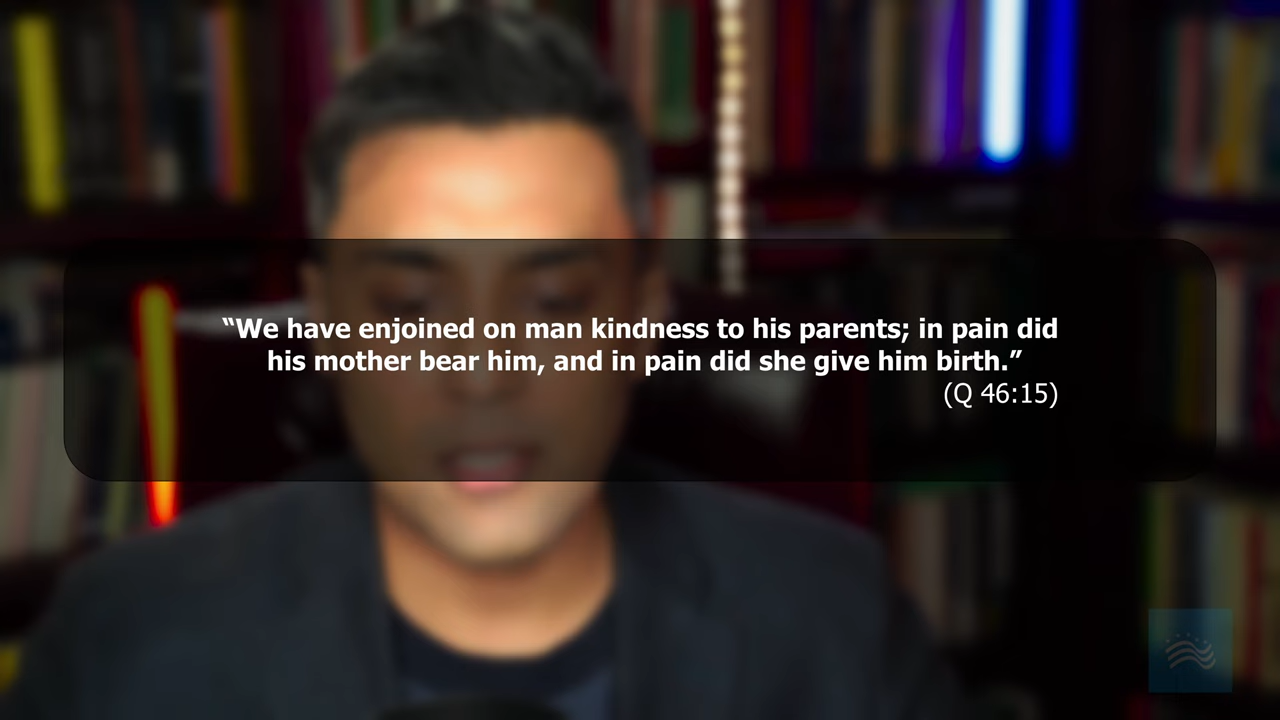 “We have enjoined on man kindness to his parents; in pain did
his mother bear him, and in pain did she give him birth.”
(Q 46:15)